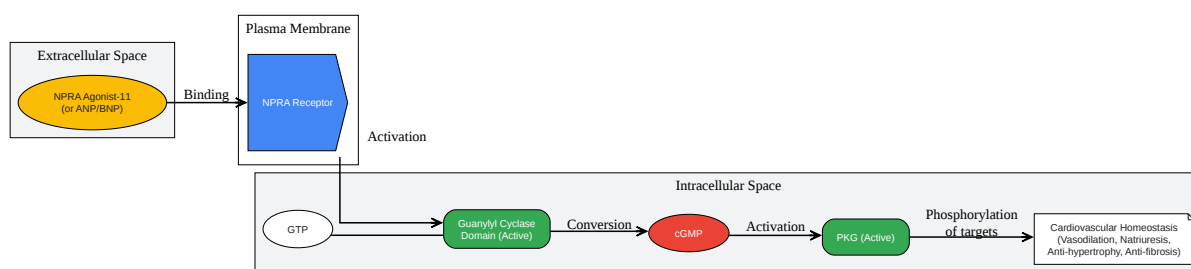 Extracellular Space
NPRA Agonist-11
(or ANP/BNP)
Binding
Plasma Membrane
NPRA Receptor
Activation
Intracellular Space
GTP
Guanylyl Cyclase
Domain (Active)
Conversion
cGMP
Activation
PKG (Active)
Phosphorylation
of targets
Cardiovascular Homeostasis
(Vasodilation, Natriuresis,
Anti-hypertrophy, Anti-fibrosis)